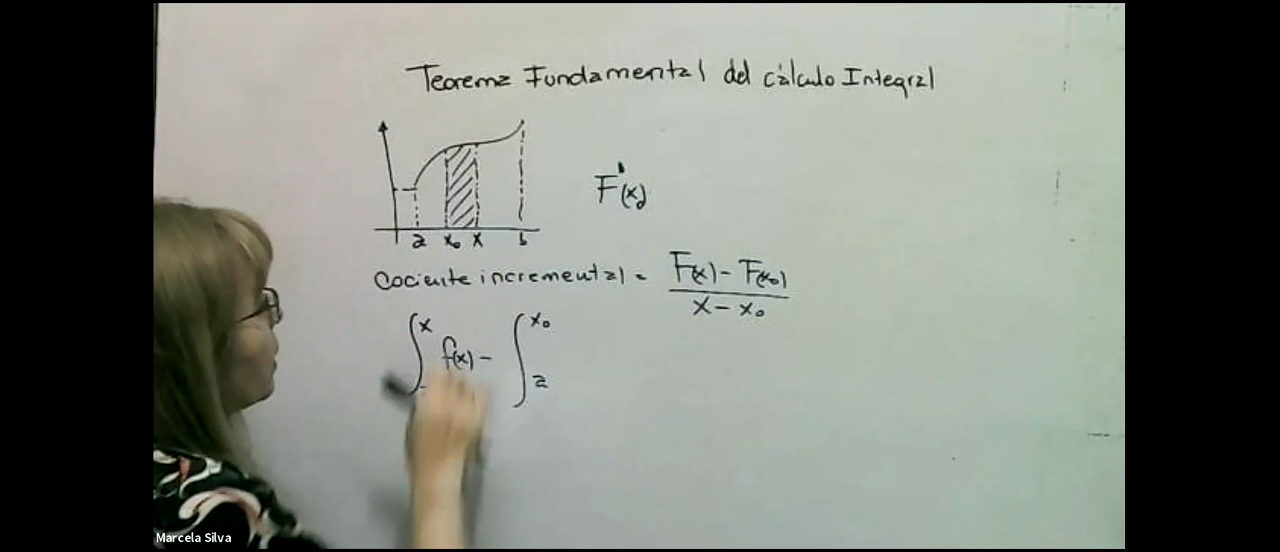 Teorema Fundamental del cálculo Integral
a x₀ x b
F'(x)
cociente incremental = F(x) - F(x₀)
x - x₀
∫ x f(x) - ∫ x₀ a
Marcela Silva